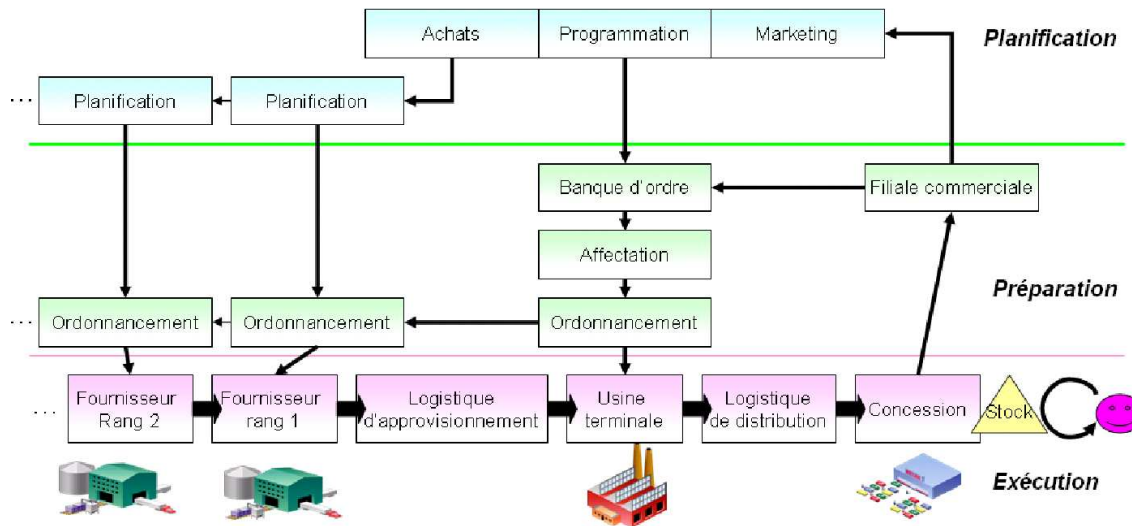 Achats
Programmation
Marketing
Planification
... Planification
Planification
Banque d'ordre
Filiale commerciale
Affectation
Préparation
... Ordonnancement
Ordonnancement
Ordonnancement
... Fournisseur
Rang 2
Fournisseur
rang 1
Logistique
d'approvisionnement
Usine
terminale
Logistique
de distribution
Concession
Stock
Exécution